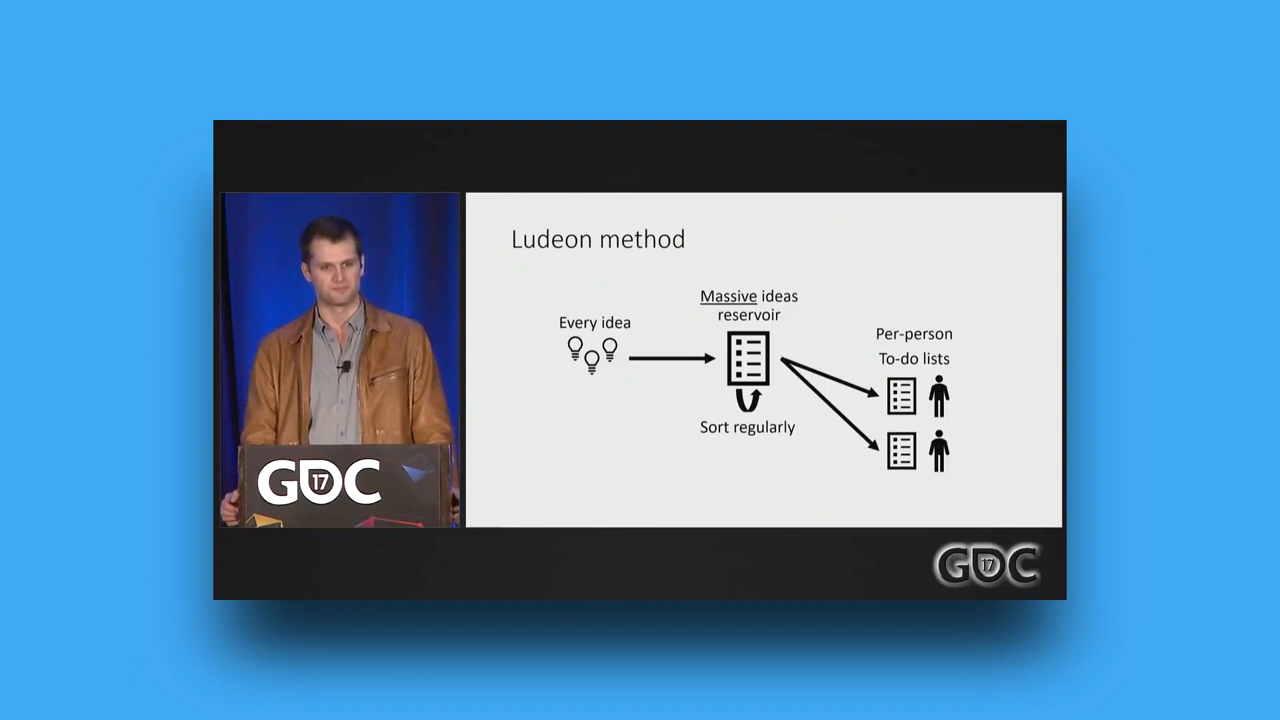 Ludeon method
Massive ideas
reservoir
Every idea
Per-person
To-do lists
Sort regularly
GDC
17
GDC
17